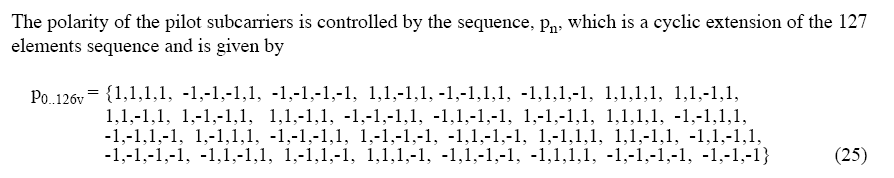 The polarity of the pilot subcarriers is controlled by the sequence, pn, which is a cyclic extension of the 127
elements sequence and is given by
p0..126v = {1,1,1,1, -1,-1,-1,1, -1,-1,-1,-1, 1,1,-1,1, -1,-1,1,1, -1,1,1,-1, 1,1,1,1, 1,1,-1,1,
1,1,-1,1, 1,-1,-1,1, 1,1,-1,1, -1,-1,-1,1, -1,1,-1,-1, 1,-1,-1,1, 1,1,1,1, -1,-1,1,1,
-1,-1,1,-1, 1,-1,1,1, -1,-1,-1,1, 1,-1,-1,-1, -1,1,-1,-1, 1,-1,1,1, 1,1,-1,1, -1,1,-1,1,
-1,-1,-1,-1, -1,1,-1,1, 1,-1,1,-1, 1,1,1,-1, -1,1,-1,-1, -1,1,1,1, -1,-1,-1,-1, -1,-1,-1} (25)